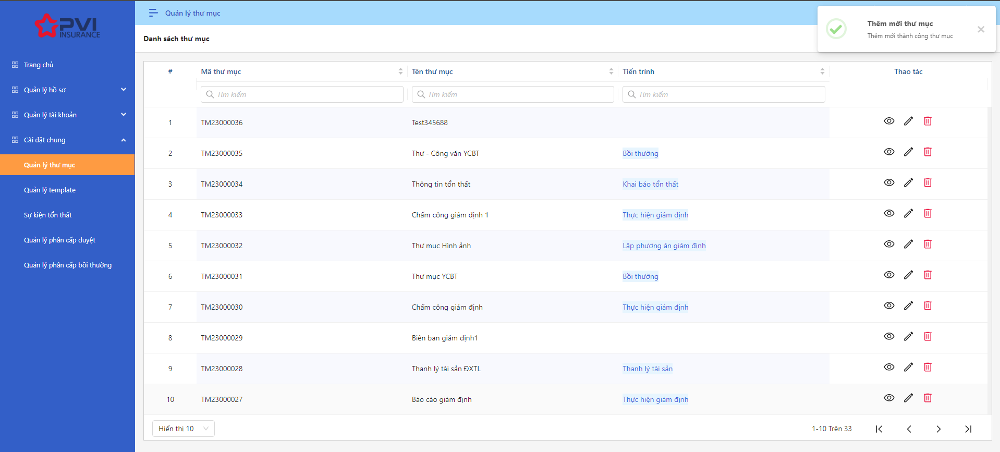 PVI
INSURANCE
Trang chủ
Quản lý hồ sơ
Quản lý tài khoản
Cài đặt chung
Quản lý thư mục
Quản lý template
Sự kiện tổn thất
Quản lý phân cấp duyệt
Quản lý phân cấp bồi thường
Quản lý thư mục
Danh sách thư mục
Thêm mới thư mục
Thêm mới thành công thư mục
# Mã thư mục Tên thư mục Tiến trình Thao tác
Tìm kiếm Tìm kiếm Tìm kiếm
1 TM23000036 Test345688
2 TM23000035 Thư - Công văn YCBT Bồi thường
3 TM23000034 Thông tin tổn thất Khai báo tổn thất
4 TM23000033 Chấm công giám định 1 Thực hiện giám định
5 TM23000032 Thư mục Hình ảnh Lập phương án giám định
6 TM23000031 Thư mục YCBT Bồi thường
7 TM23000030 Chấm công giám định Thực hiện giám định
8 TM23000029 Biên ban giám định1
9 TM23000028 Thanh lý tài sản ĐXTL Thanh lý tài sản
10 TM23000027 Báo cáo giám định Thực hiện giám định
Hiển thị 10 1-10 Trên 33